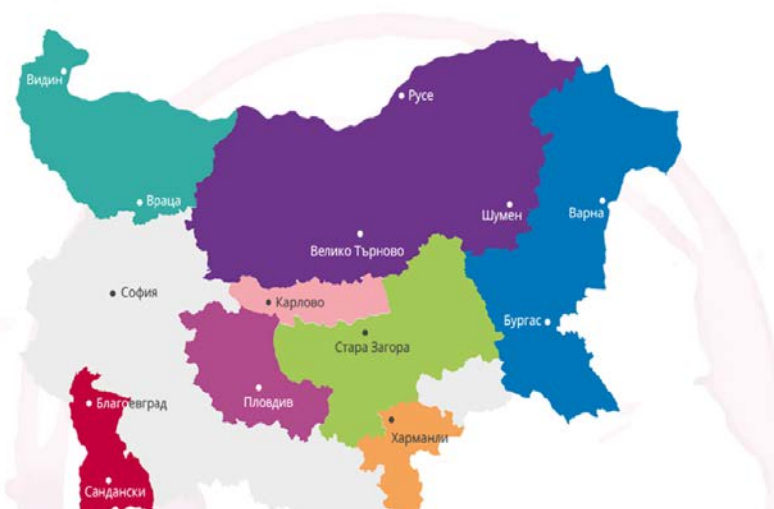 Видин
Русе
Враца
Шумен
Варна
Велико Търново
София
Карлово
Бургас
Стара Загора
Благоевград
Пловдив
Харманли
Сандански